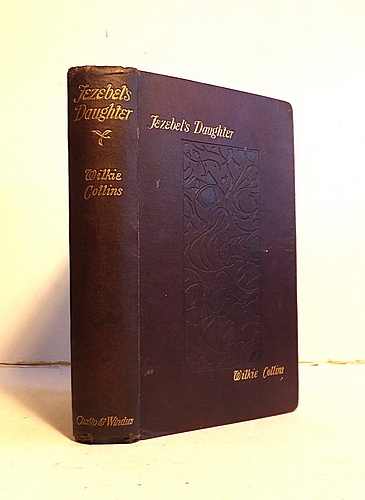 Jezebel's
Daughter
Wilkie
Collins
Chatto & Windus
Jezebel's Daughter
Wilkie Collins